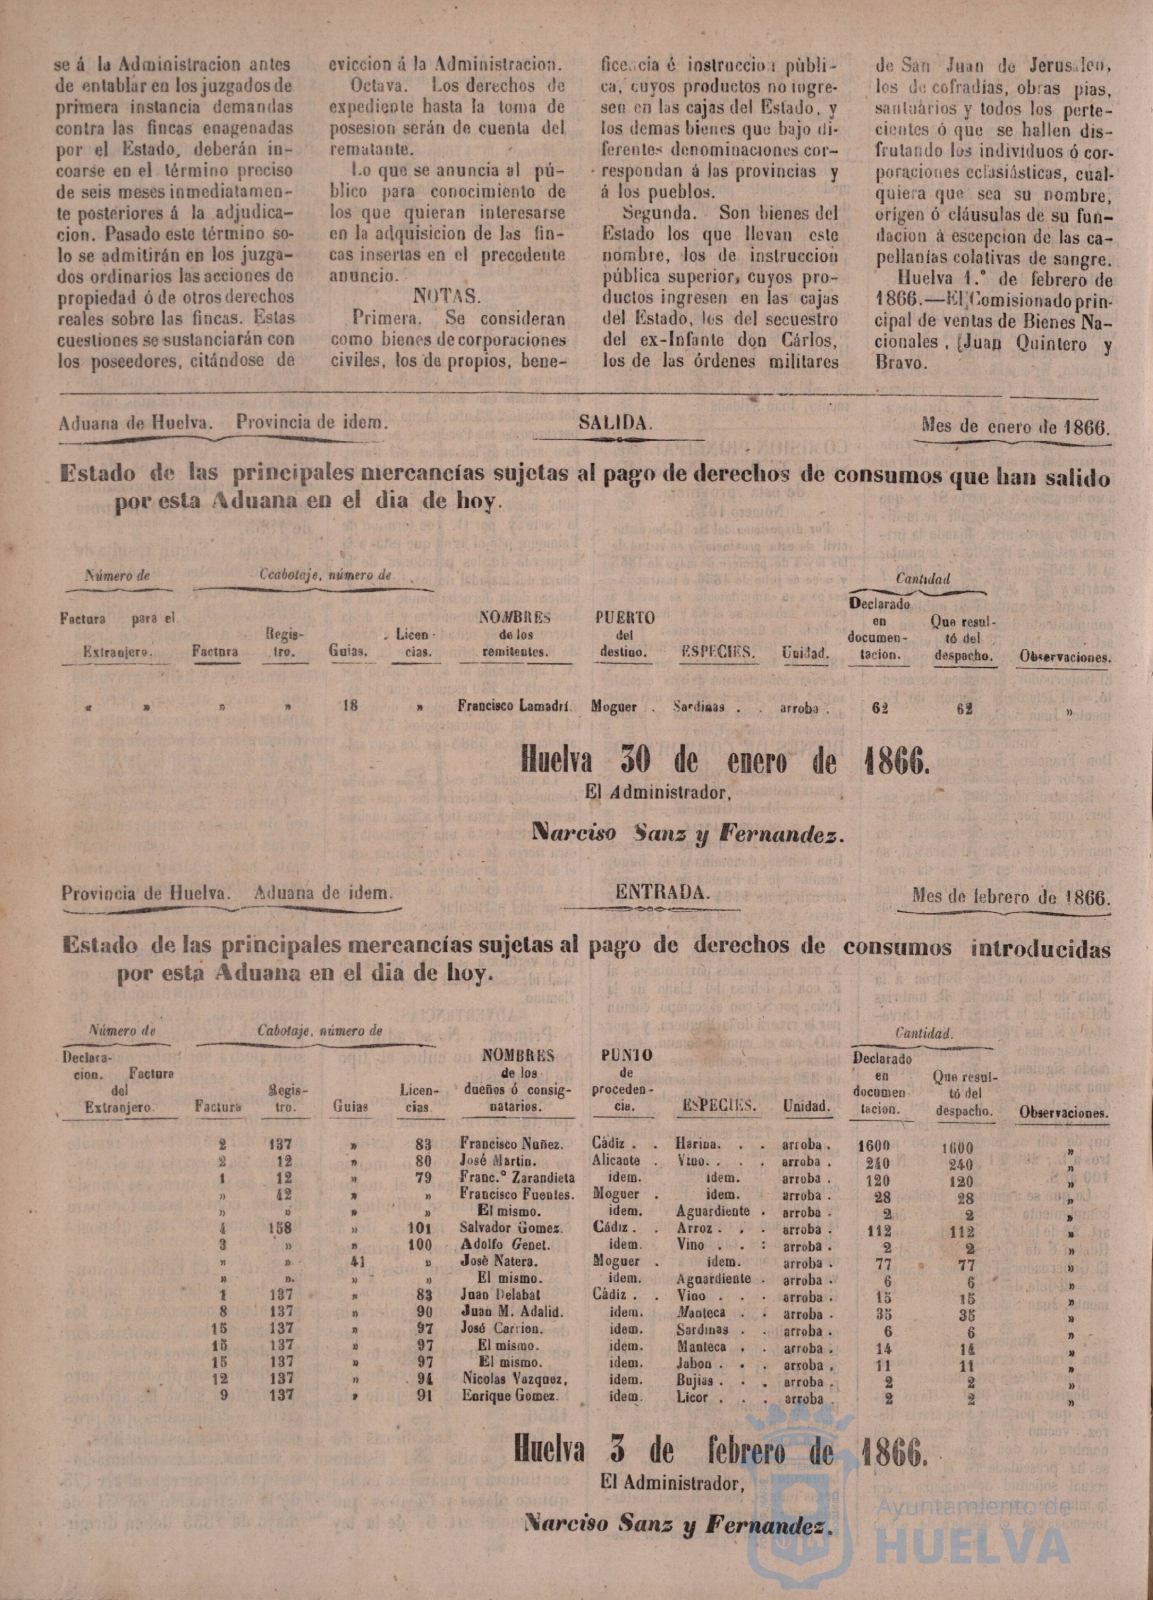 se á la Administracion antes
de entablar en los juzgados de
primera instancia demandas
contra las fincas enagenadas
por el Estado, deberán in-
coarse en el término preciso
de seis meses inmediatamen-
te posteriores á la adjudica-
cion. Pasado este término so-
lo se admitirán en los juzga-
dos ordinarios las acciones de
propiedad ó de otros derechos
reales sobre las fincas. Estas
cuestiones se sustanciarán con
los poseedores, citándose de
eviccion á la Administracion.
Octava. Los derechos de
expediente hasta la toma de
posesion serán de cuenta del
rematante.
Lo que se anuncia al pú-
blico para conocimiento de
los que quieran interesarse
en la adquisicion de las fin-
cas insertas en el precedente
anuncio.
NOTAS.
Primera. Se consideran
como bienes de corporaciones
civiles, los de propios, bene-
ficencia é instruccion públi-
ca, cuyos productos no ingre-
sen en las cajas del Estado, y
los demas bienes que bajo di-
ferentes denominaciones cor-
respondan á las provincias y
á los pueblos.
Segunda. Son bienes del
Estado los que llevan este
nombre, los de instruccion
pública superior, cuyos pro-
ductos ingresen en las cajas
del Estado, los del secuestro
del ex-Infante don Cárlos,
los de las órdenes militares
de San Juan de Jerusalen,
los de cofradías, obras pias,
santuários y todos los perte-
cientes ó que se hallen dis-
frutando los individuos ó cor-
poraciones eclasiásticas, cual-
quiera que sea su nombre,
orígen ó cláusulas de su fun-
dacion á escepcion de las ca-
pellanías colativas de sangre.
Huelva 1.° de febrero de
1866.—El Comisionado prin-
cipal de ventas de Bienes Na-
cionales, Juan Quintero y
Bravo.
Aduana de Huelva. Provincia de idem. SALIDA. Mes de enero de 1866.
Estado de las principales mercancías sujetas al pago de derechos de consumos que han salido
por esta Aduana en el dia de hoy.
Número de Ccabotaje, número de Cantidad
Factura para el Extranjero. Factura Regis-tro. Guias. Licen-cias. NOMBRES de los remitentes. PUERTO del destino. ESPECIES. Unidad. Declarado en documen-tacion. Que resul-tó del despacho. Observaciones.
« » » » 18 » Francisco Lamadrí. Moguer . Sardinas . . arroba . 62 62 »
Huelva 30 de enero de 1866.
El Administrador,
Narciso Sanz y Fernandez.
Provincia de Huelva. Aduana de idem. ENTRADA. Mes de febrero de 1866.
Estado de las principales mercancías sujetas al pago de derechos de consumos introducidas
por esta Aduana en el dia de hoy.
Número de Cabotaje, número de Cantidad.
Declara-cion. Factura del Extranjero. Factura Regis-tro. Guias Licen-cias. NOMBRES de los dueños ó consig-natarios. PUNTO de proceden-cia. ESPECIES. Unidad. Declarado en documen-tacion. Que resul-tó del despacho. Observaciones.
2 137 » 83 Francisco Nuñez. Cádiz . . Harina. . . arroba . 1600 1600 »
2 12 » 80 José Martin. Alicante . Vino. . . . arroba . 240 240 »
1 12 » 79 Franc.° Zarandieta idem. idem. arroba . 120 120 »
» 42 » » Francisco Fuentes. Moguer . idem. arroba . 28 28 »
» » » » El mismo. idem. Aguardiente . arroba . 2 2 »
4 158 » 101 Salvador Gomez. Cádiz . . Arroz . . . arroba . 112 112 »
3 » » 100 Adolfo Genet. idem. Vino . . : arroba . 2 2 »
» » 41 » Josè Natera. Moguer . idem. arroba . 77 77 »
» ». » » El mismo. idem. Aguardiente . arroba . 6 6 »
1 137 » 83 Juan Delabat Cádiz . . Vino . . . arroba . 15 15 »
8 137 » 90 Juan M. Adalid. idem. Manteca . . arroba . 35 35 »
15 137 » 97 José Carrion. idem. Sardinas . . arroba . 6 6 »
15 137 » 97 El mismo. idem. Manteca . . arroba . 14 14 »
15 137 » 97 El mismo. idem. Jabon . . . arroba . 11 11 »
12 137 » 94 Nicolas Vazquez, idem. Bujias . . . arroba . 2 2 »
9 137 » 91 Enrique Gomez. idem. Licor . . . arroba . 2 2 »
Huelva 3 de febrero de 1866.
El Administrador,
Narciso Sanz y Fernandez.
Ayuntamiento de
HUELVA